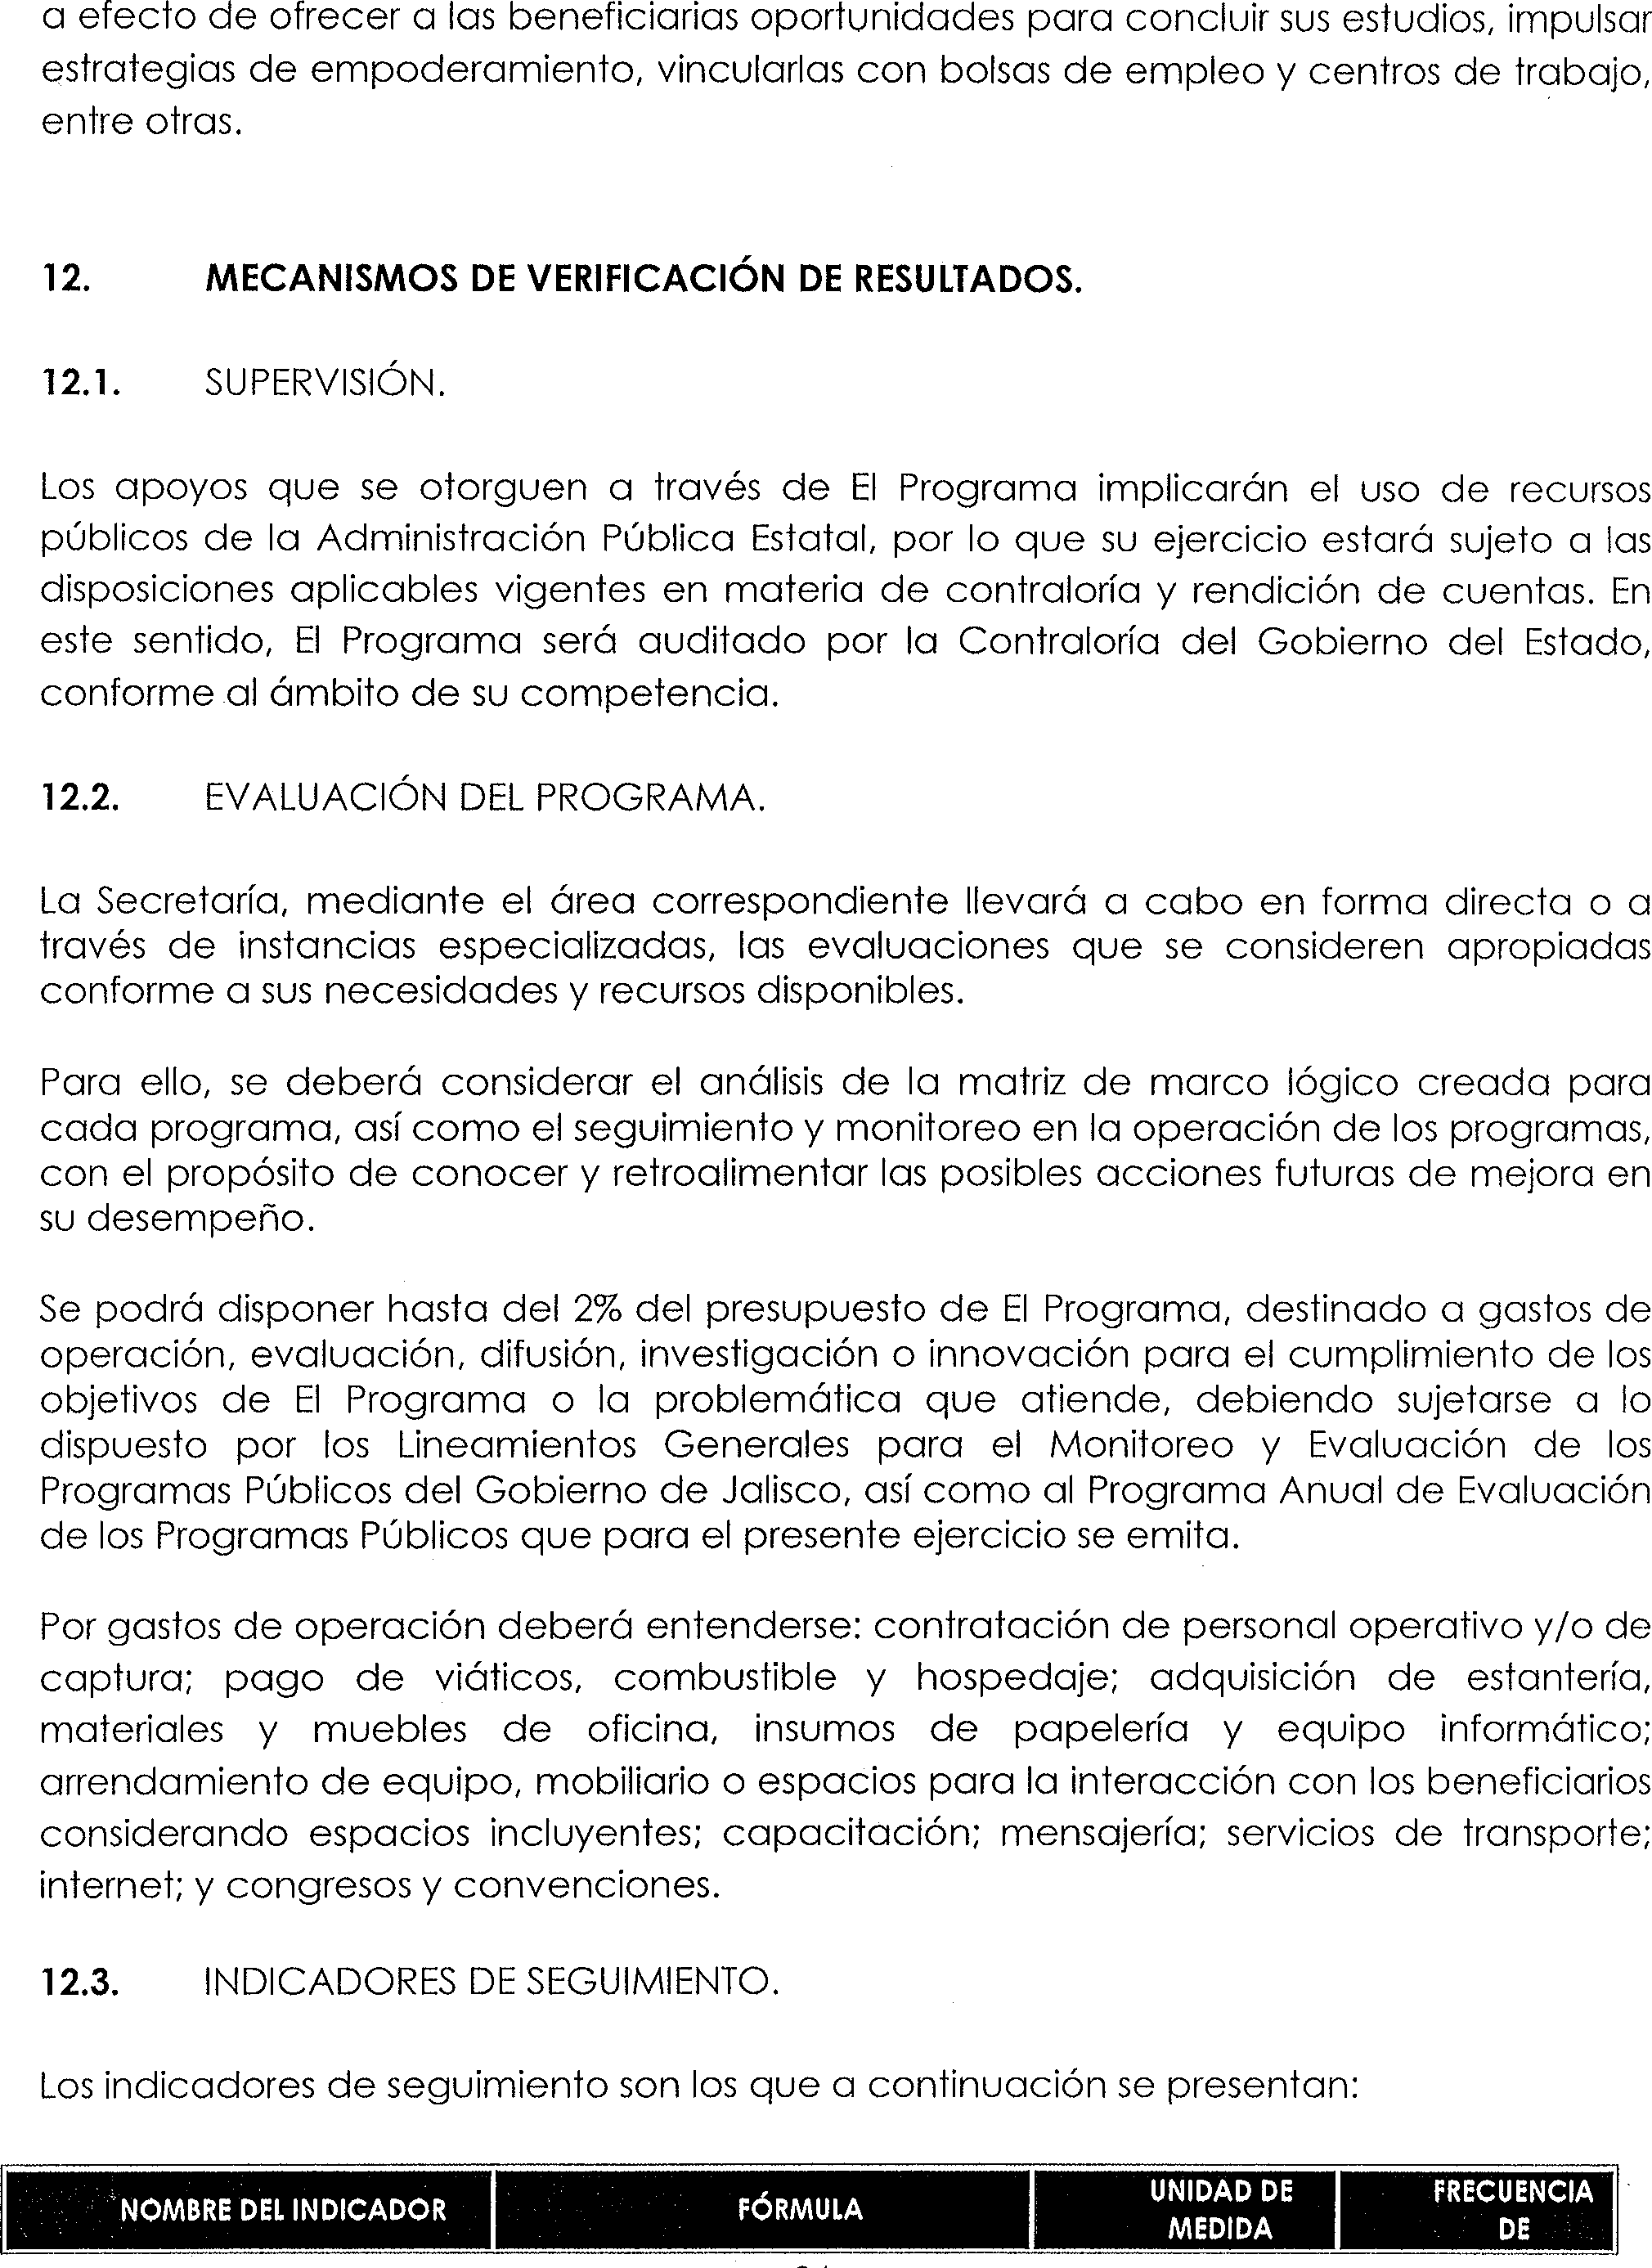 a efecto de ofrecer a las beneficiarias oportunidades para concluir sus estudios, impulsar
estrategias de empoderamiento, vincularlas con bolsas de empleo y centros de trabajo,
entre otras.
12. MECANISMOS DE VERIFICACIÓN DE RESULTADOS.
12.1. SUPERVISIÓN.
Los apoyos que se otorguen a través de El Programa implicarán el uso de recursos
públicos de la Administración Pública Estatal, por lo que su ejercicio estará sujeto a las
disposiciones aplicables vigentes en materia de contraloría y rendición de cuentas. En
este sentido, El Programa será auditado por la Contraloría del Gobierno del Estado,
conforme al ámbito de su competencia.
12.2. EVALUACIÓN DEL PROGRAMA.
La Secretaría, mediante el área correspondiente llevará a cabo en forma directa o a
través de instancias especializadas, las evaluaciones que se consideren apropiadas
conforme a sus necesidades y recursos disponibles.
Para ello, se deberá considerar el análisis de la matriz de marco lógico creada para
cada programa, así como el seguimiento y monitoreo en la operación de los programas,
con el propósito de conocer y retroalimentar las posibles acciones futuras de mejora en
su desempeño.
Se podrá disponer hasta del 2% del presupuesto de El Programa, destinado a gastos de
operación, evaluación, difusión, investigación o innovación para el cumplimiento de los
objetivos de El Programa o la problemática que atiende, debiendo sujetarse a lo
dispuesto por los Lineamientos Generales para el Monitoreo y Evaluación de los
Programas Públicos del Gobierno de Jalisco, así como al Programa Anual de Evaluación
de los Programas Públicos que para el presente ejercicio se emita.
Por gastos de operación deberá entenderse: contratación de personal operativo y/o de
captura; pago de viáticos, combustible y hospedaje; adquisición de estantería,
materiales y muebles de oficina, insumos de papelería y equipo informático;
arrendamiento de equipo, mobiliario o espacios para la interacción con los beneficiarios
considerando espacios incluyentes; capacitación; mensajería; servicios de transporte;
internet; y congresos y convenciones.
12.3. INDICADORES DE SEGUIMIENTO.
Los indicadores de seguimiento son los que a continuación se presentan:
NOMBRE DEL INDICADOR
FÓRMULA
UNIDAD DE
MEDIDA
FRECUENCIA
DE